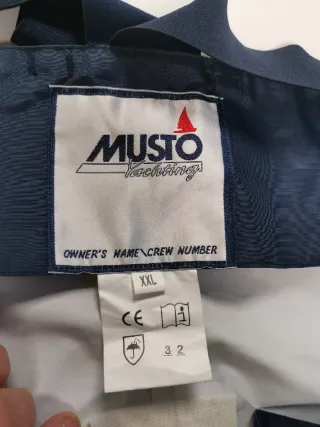 MUSTO
Yachting
OWNER'S NAME\CREW NUMBER
XXL
CE
i
3 2